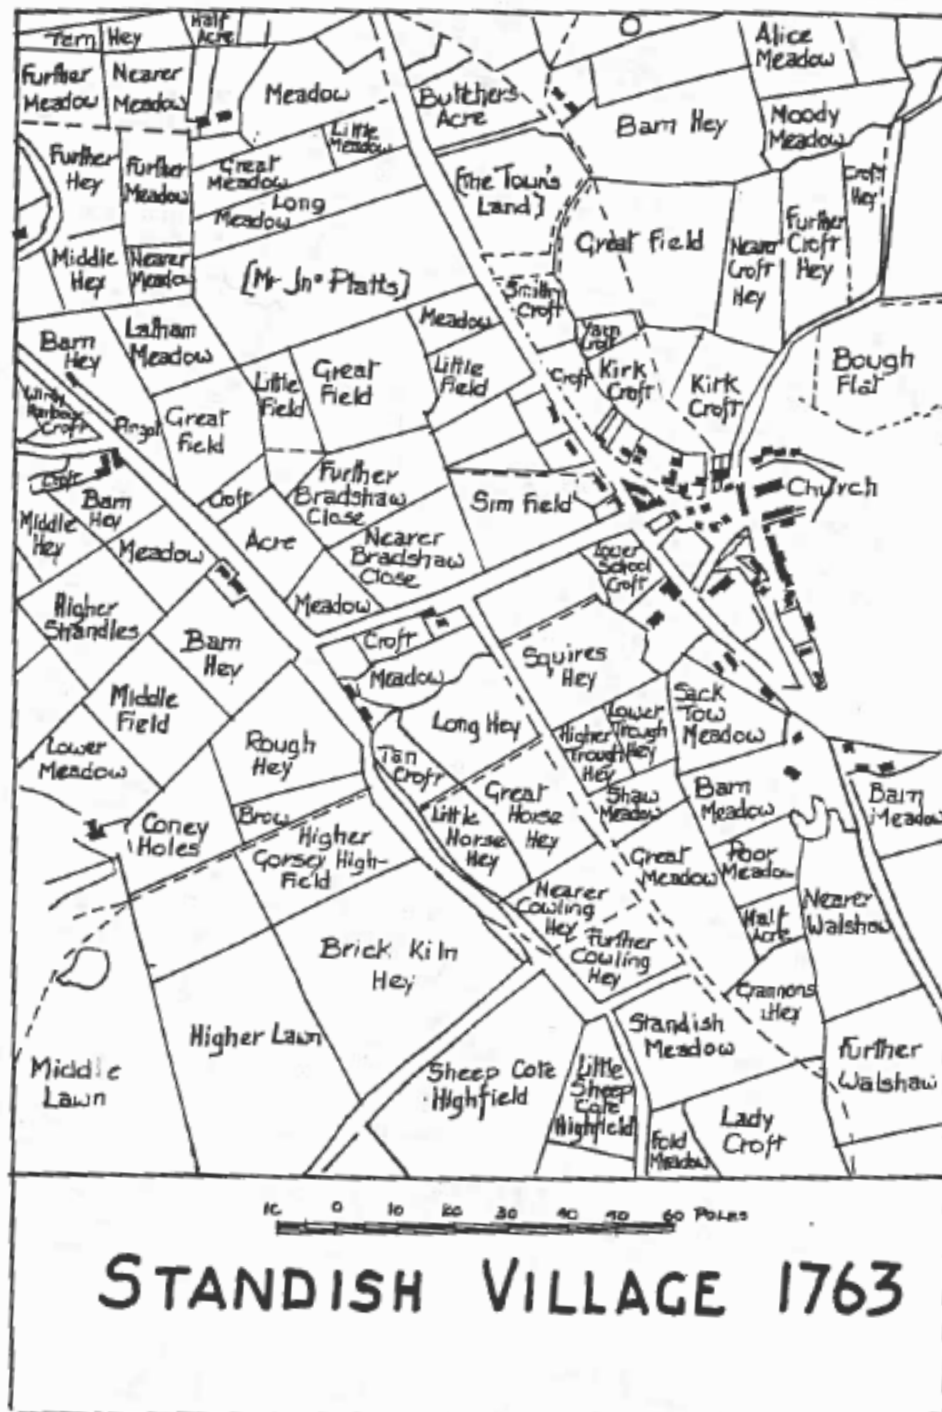 Tern Hey
Half
Acre
Alice
Meadow
Further
Meadow
Nearer
Meadow
Meadow
Butchers
Acre
Barn Hey
Moody
Meadow
Little
Meadow
Further
Hey
Further
Meadow
Great
Meadow
Long
Meadow
[The Town's
Land]
Croft
Hey
Great Field
Nearer
Croft
Hey
Further
Croft
Hey
Middle
Hey
Nearer
Meadow
[Mr Jno Platts]
Smithy
Croft
Meadow
Yarn
Croft
Barn
Hey
Latham
Meadow
Little
Field
Great
Field
Little
Field
Croft
Kirk
Croft
Kirk
Croft
Bough
Flat
Windy
Harbour
Croft
Pingot
Great
Field
Croft
Barn
Hey
Middle
Hey
Croft
Further
Bradshaw
Close
Sim Field
Church
Meadow
Acre
Nearer
Bradshaw
Close
Lower
School
Croft
Higher
Shandles
Meadow
Barn
Hey
Croft
Meadow
Squires
Hey
Middle
Field
Long Hey
Sack
Tow
Meadow
Lower
Trough
Hey
Higher
Trough
Hey
Lower
Meadow
Rough
Hey
Tan
Croft
Great
Horse
Hey
Shaw
Meadow
Barn
Meadow
Barn
Meadow
Coney
Holes
Brow
Little
Horse
Hey
Higher
Gorsey High-
Field
Great
Meadow
Poor
Meadow
Nearer
Cowling
Hey
Half
Acre
Nearer
Walshaw
Further
Cowling
Hey
Brick Kiln
Hey
Crannons
Hey
Higher Lawn
Standish
Meadow
Further
Walshaw
Middle
Lawn
Sheep Cote
Highfield
Little
Sheep
Cote
Highfield
Fold
Meadow
Lady
Croft
10 0 10 20 30 40 50 60 POLES
STANDISH VILLAGE 1763